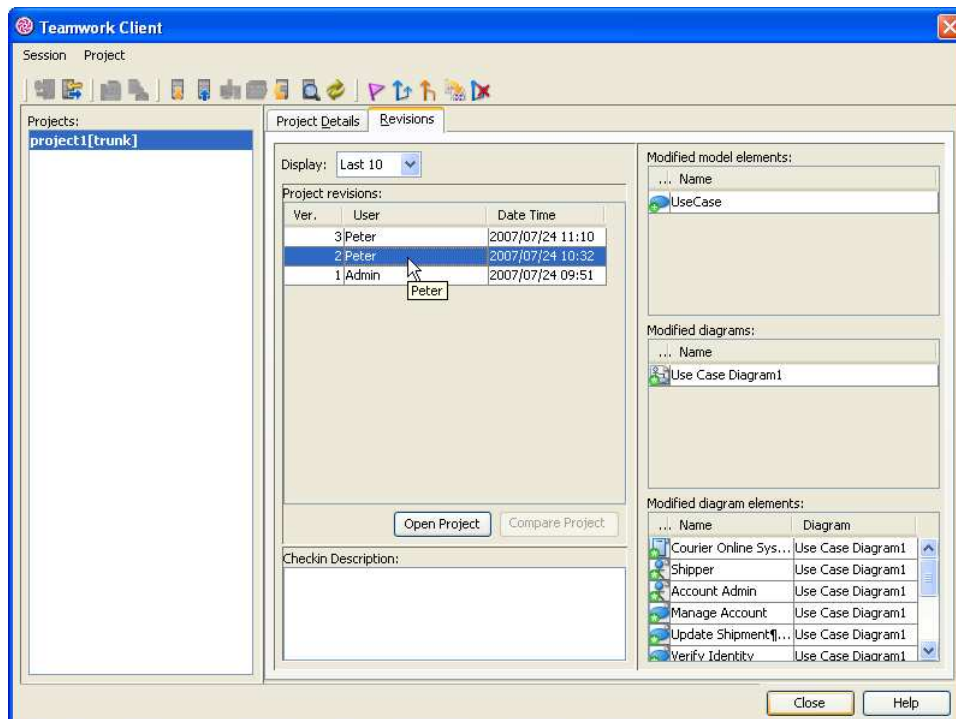 Teamwork Client
Session Project
Projects:
project1[trunk]
Project Details Revisions
Display: Last 10
Project revisions:
Ver. User Date Time
3 Peter 2007/07/24 11:10
2 Peter 2007/07/24 10:32
1 Admin 2007/07/24 09:51
Peter
Open Project Compare Project
Checkin Description:
Modified model elements:
... Name
UseCase
Modified diagrams:
... Name
Use Case Diagram1
Modified diagram elements:
... Name Diagram
Courier Online Sys... Use Case Diagram1
Shipper Use Case Diagram1
Account Admin Use Case Diagram1
Manage Account Use Case Diagram1
Update Shipment¶... Use Case Diagram1
Verify Identity Use Case Diagram1
Close Help